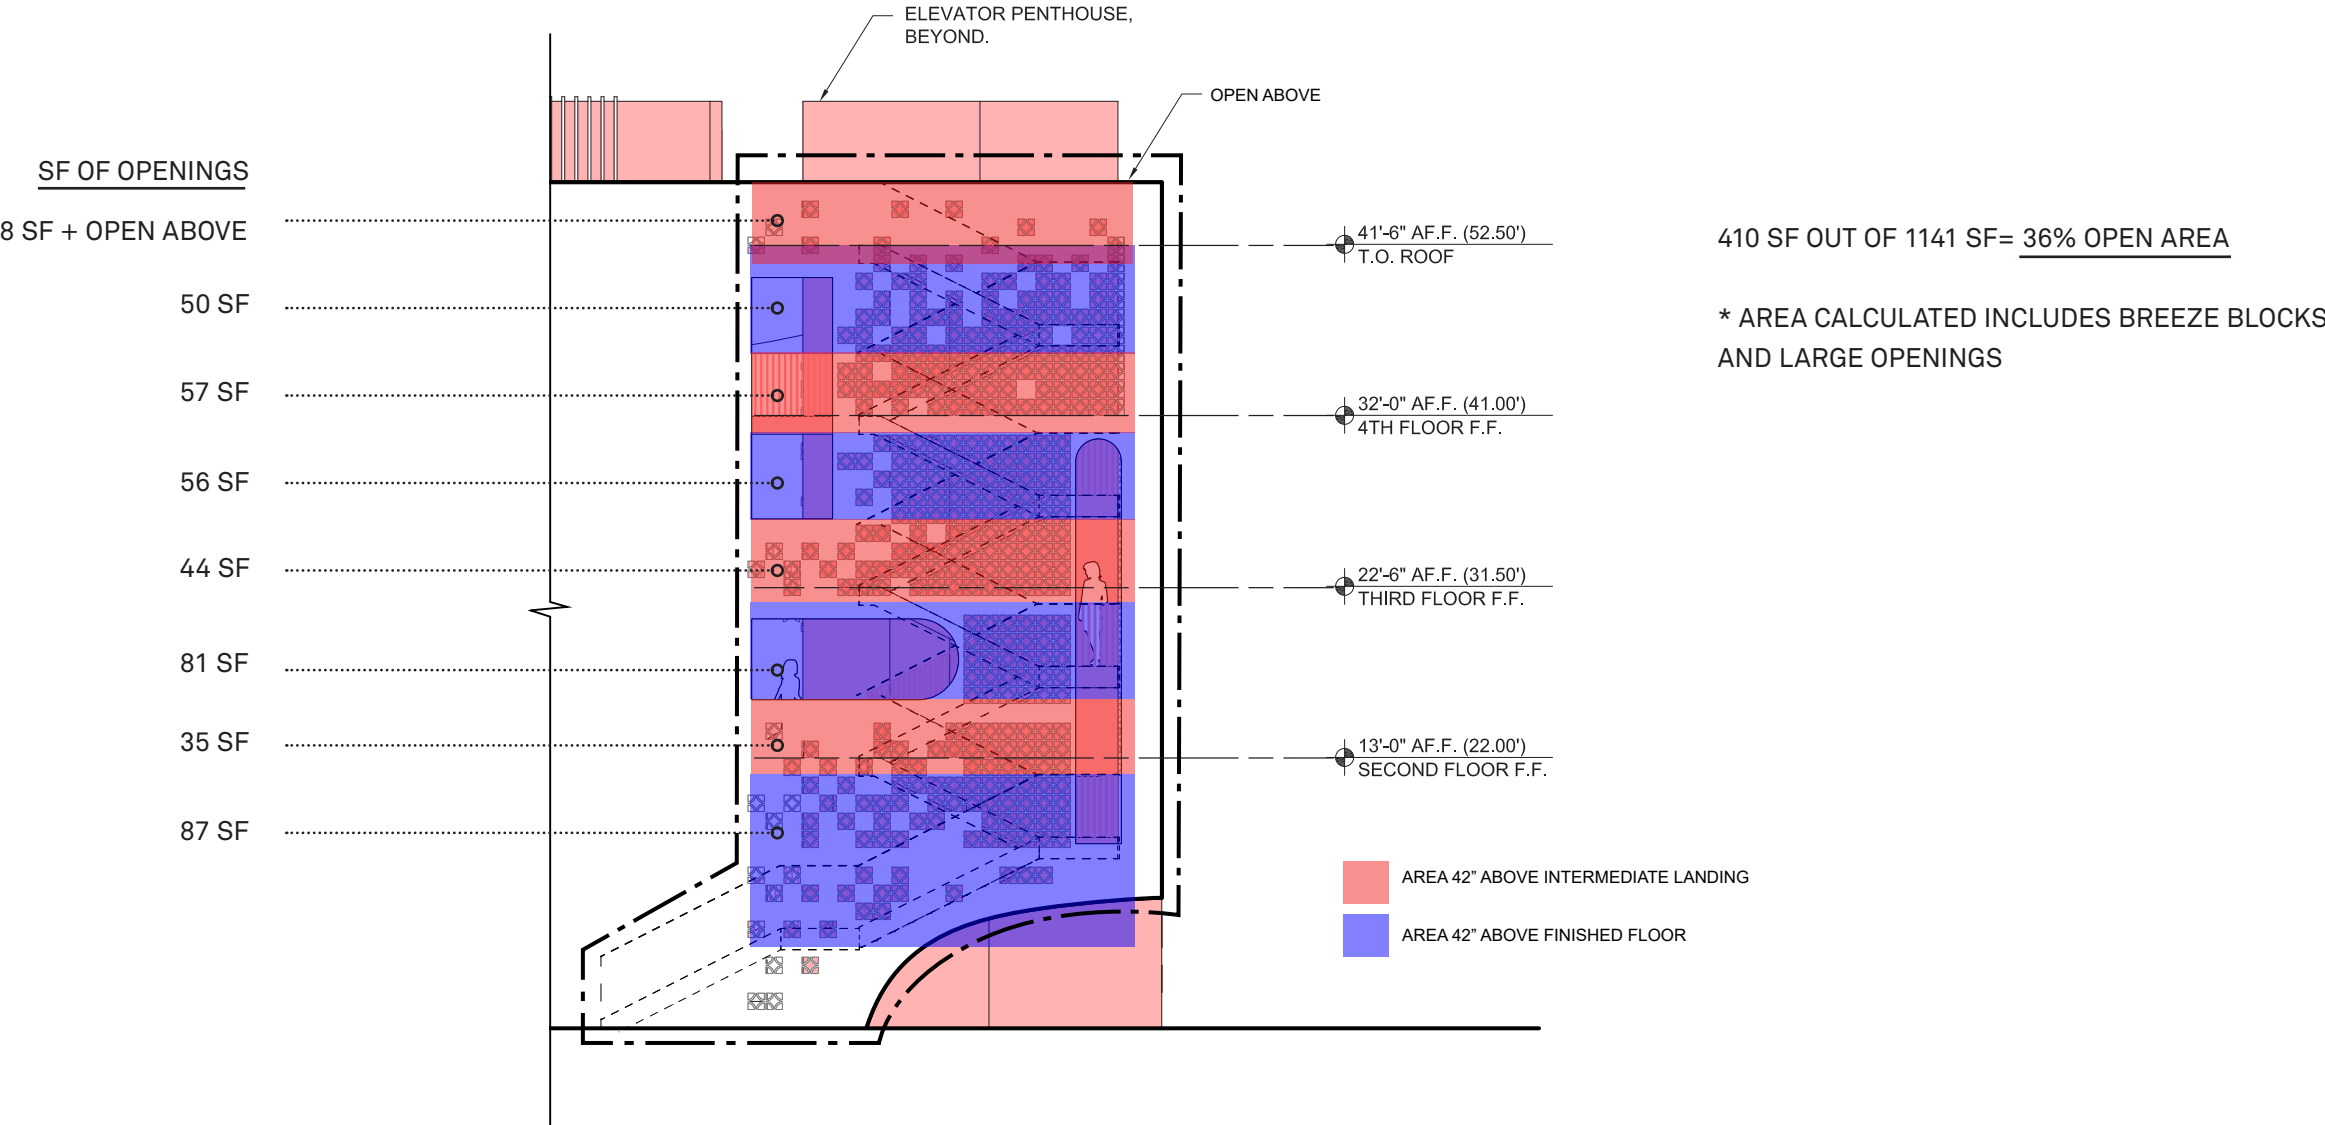 ELEVATOR PENTHOUSE,
BEYOND.
OPEN ABOVE
SF OF OPENINGS
8 SF + OPEN ABOVE
50 SF
57 SF
56 SF
44 SF
81 SF
35 SF
87 SF
41'-6" AF.F. (52.50')
T.O. ROOF
32'-0" AF.F. (41.00')
4TH FLOOR F.F.
22'-6" AF.F. (31.50')
THIRD FLOOR F.F.
13'-0" AF.F. (22.00')
SECOND FLOOR F.F.
410 SF OUT OF 1141 SF= 36% OPEN AREA
* AREA CALCULATED INCLUDES BREEZE BLOCKS
AND LARGE OPENINGS
AREA 42” ABOVE INTERMEDIATE LANDING
AREA 42” ABOVE FINISHED FLOOR